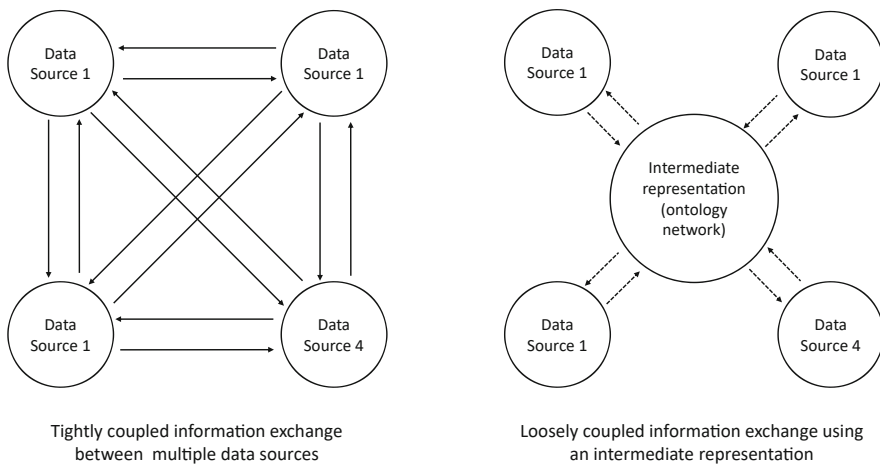 Data
Source 1
Data
Source 1
Data
Source 1
Data
Source 4
Tightly coupled information exchange
between multiple data sources
Data
Source 1
Data
Source 1
Intermediate
representation
(ontology
network)
Data
Source 1
Data
Source 4
Loosely coupled information exchange using
an intermediate representation